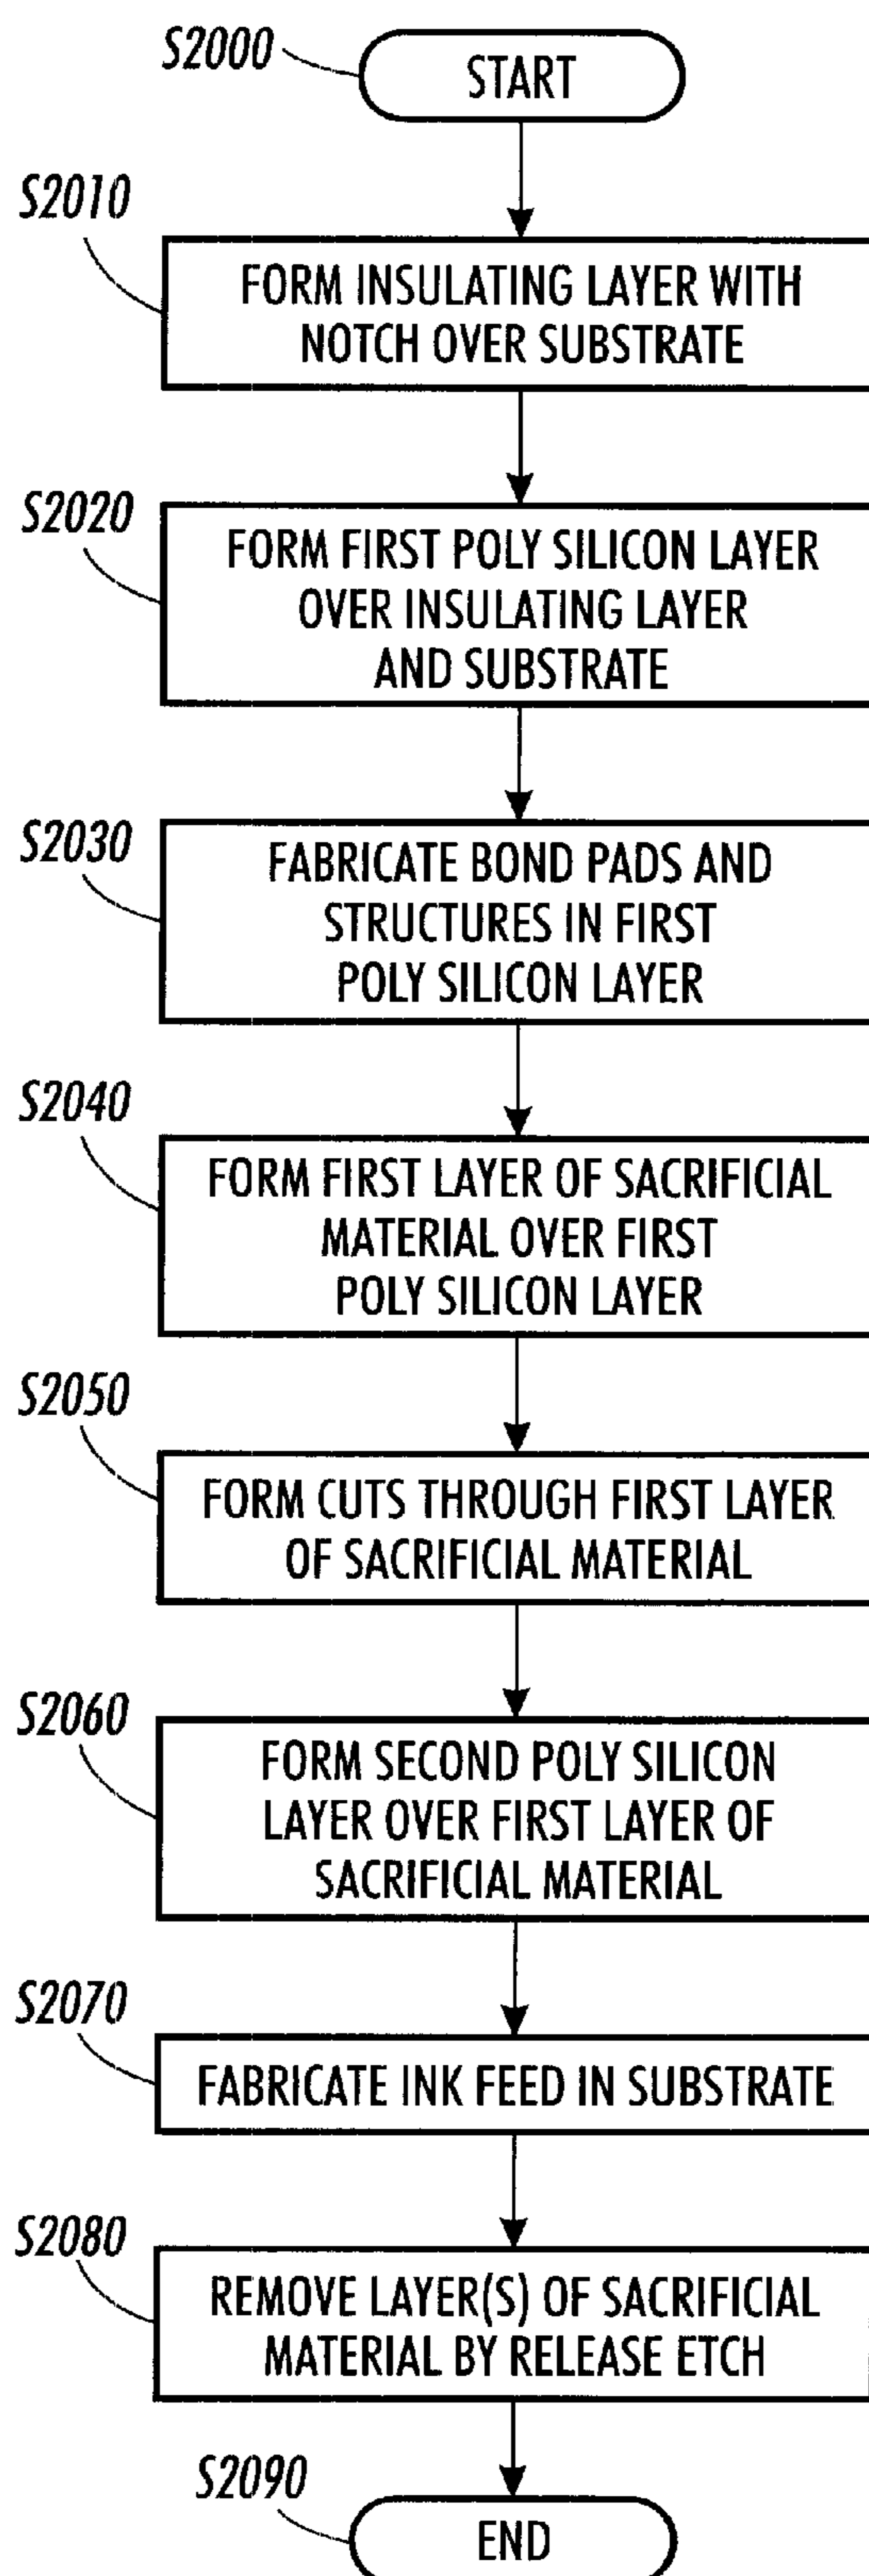 S2000
START
S2010
FORM INSULATING LAYER WITH
NOTCH OVER SUBSTRATE
S2020
FORM FIRST POLY SILICON LAYER
OVER INSULATING LAYER
AND SUBSTRATE
S2030
FABRICATE BOND PADS AND
STRUCTURES IN FIRST
POLY SILICON LAYER
S2040
FORM FIRST LAYER OF SACRIFICIAL
MATERIAL OVER FIRST
POLY SILICON LAYER
S2050
FORM CUTS THROUGH FIRST LAYER
OF SACRIFICIAL MATERIAL
S2060
FORM SECOND POLY SILICON
LAYER OVER FIRST LAYER OF
SACRIFICIAL MATERIAL
S2070
FABRICATE INK FEED IN SUBSTRATE
S2080
REMOVE LAYER(S) OF SACRIFICIAL
MATERIAL BY RELEASE ETCH
S2090
END